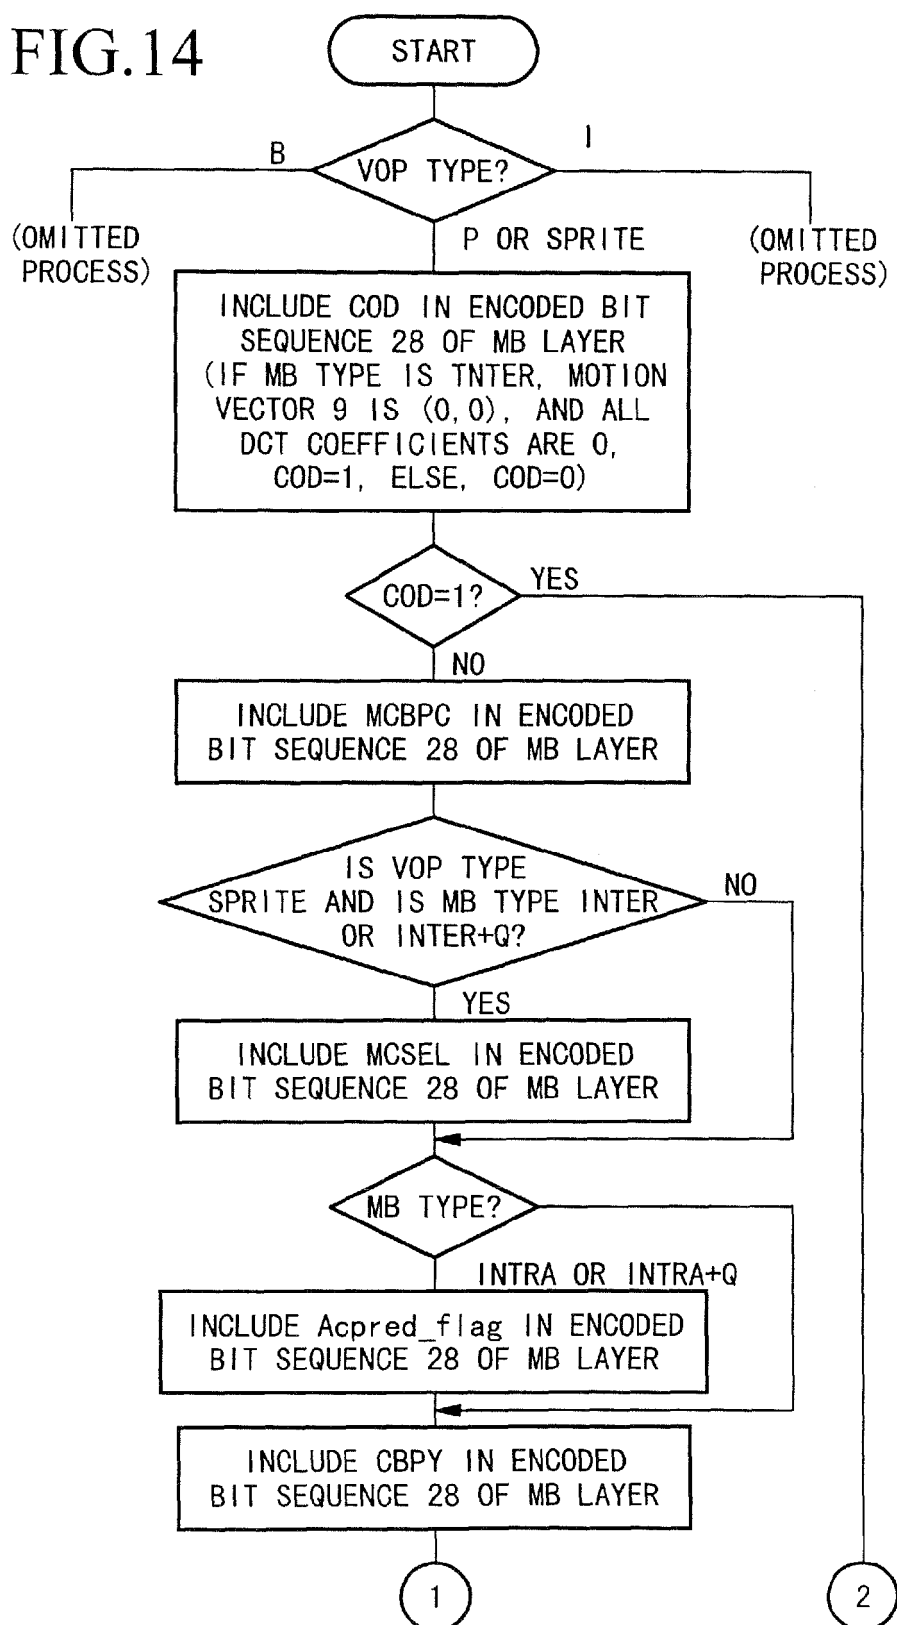 FIG.14
START
B
I
VOP TYPE?
(OMITTED
PROCESS)
P OR SPRITE
(OMITTED
PROCESS)
INCLUDE COD IN ENCODED BIT
SEQUENCE 28 OF MB LAYER
(IF MB TYPE IS TNTER, MOTION
VECTOR 9 IS (0,0), AND ALL
DCT COEFFICIENTS ARE 0,
COD=1, ELSE, COD=0)
COD=1?
YES
NO
INCLUDE MCBPC IN ENCODED
BIT SEQUENCE 28 OF MB LAYER
IS VOP TYPE
SPRITE AND IS MB TYPE INTER
OR INTER+Q?
NO
YES
INCLUDE MCSEL IN ENCODED
BIT SEQUENCE 28 OF MB LAYER
MB TYPE?
INTRA OR INTRA+Q
INCLUDE Acpred_flag IN ENCODED
BIT SEQUENCE 28 OF MB LAYER
INCLUDE CBPY IN ENCODED
BIT SEQUENCE 28 OF MB LAYER
1
2